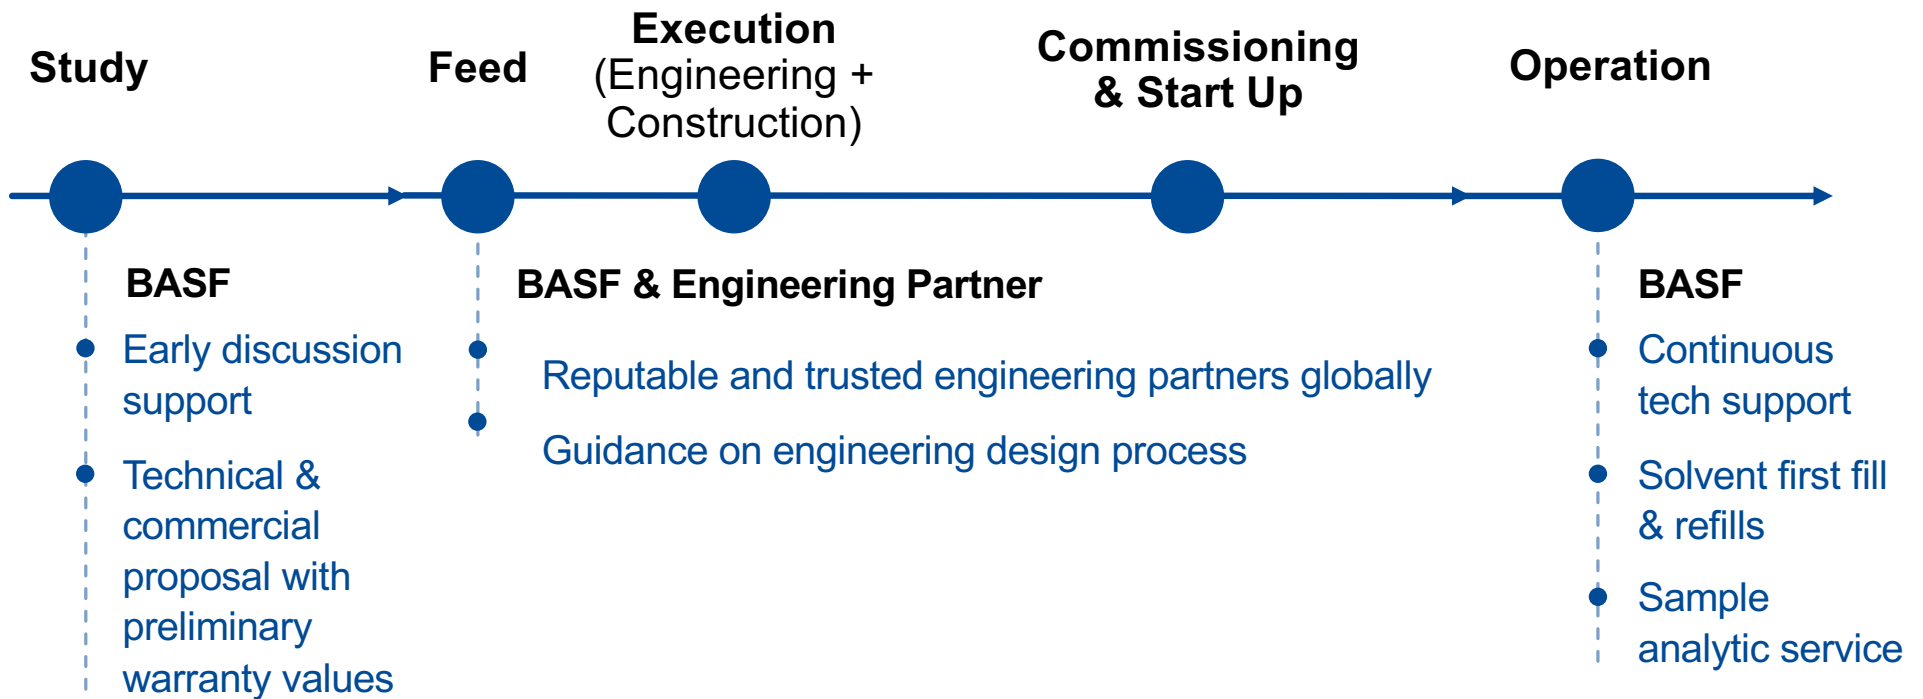 Study
Feed
Execution
(Engineering +
Construction)
Commissioning
& Start Up
Operation
BASF
Early discussion
support
Technical &
commercial
proposal with
preliminary
warranty values
BASF & Engineering Partner
Reputable and trusted engineering partners globally
Guidance on engineering design process
BASF
Continuous
tech support
Solvent first fill
& refills
Sample
analytic service